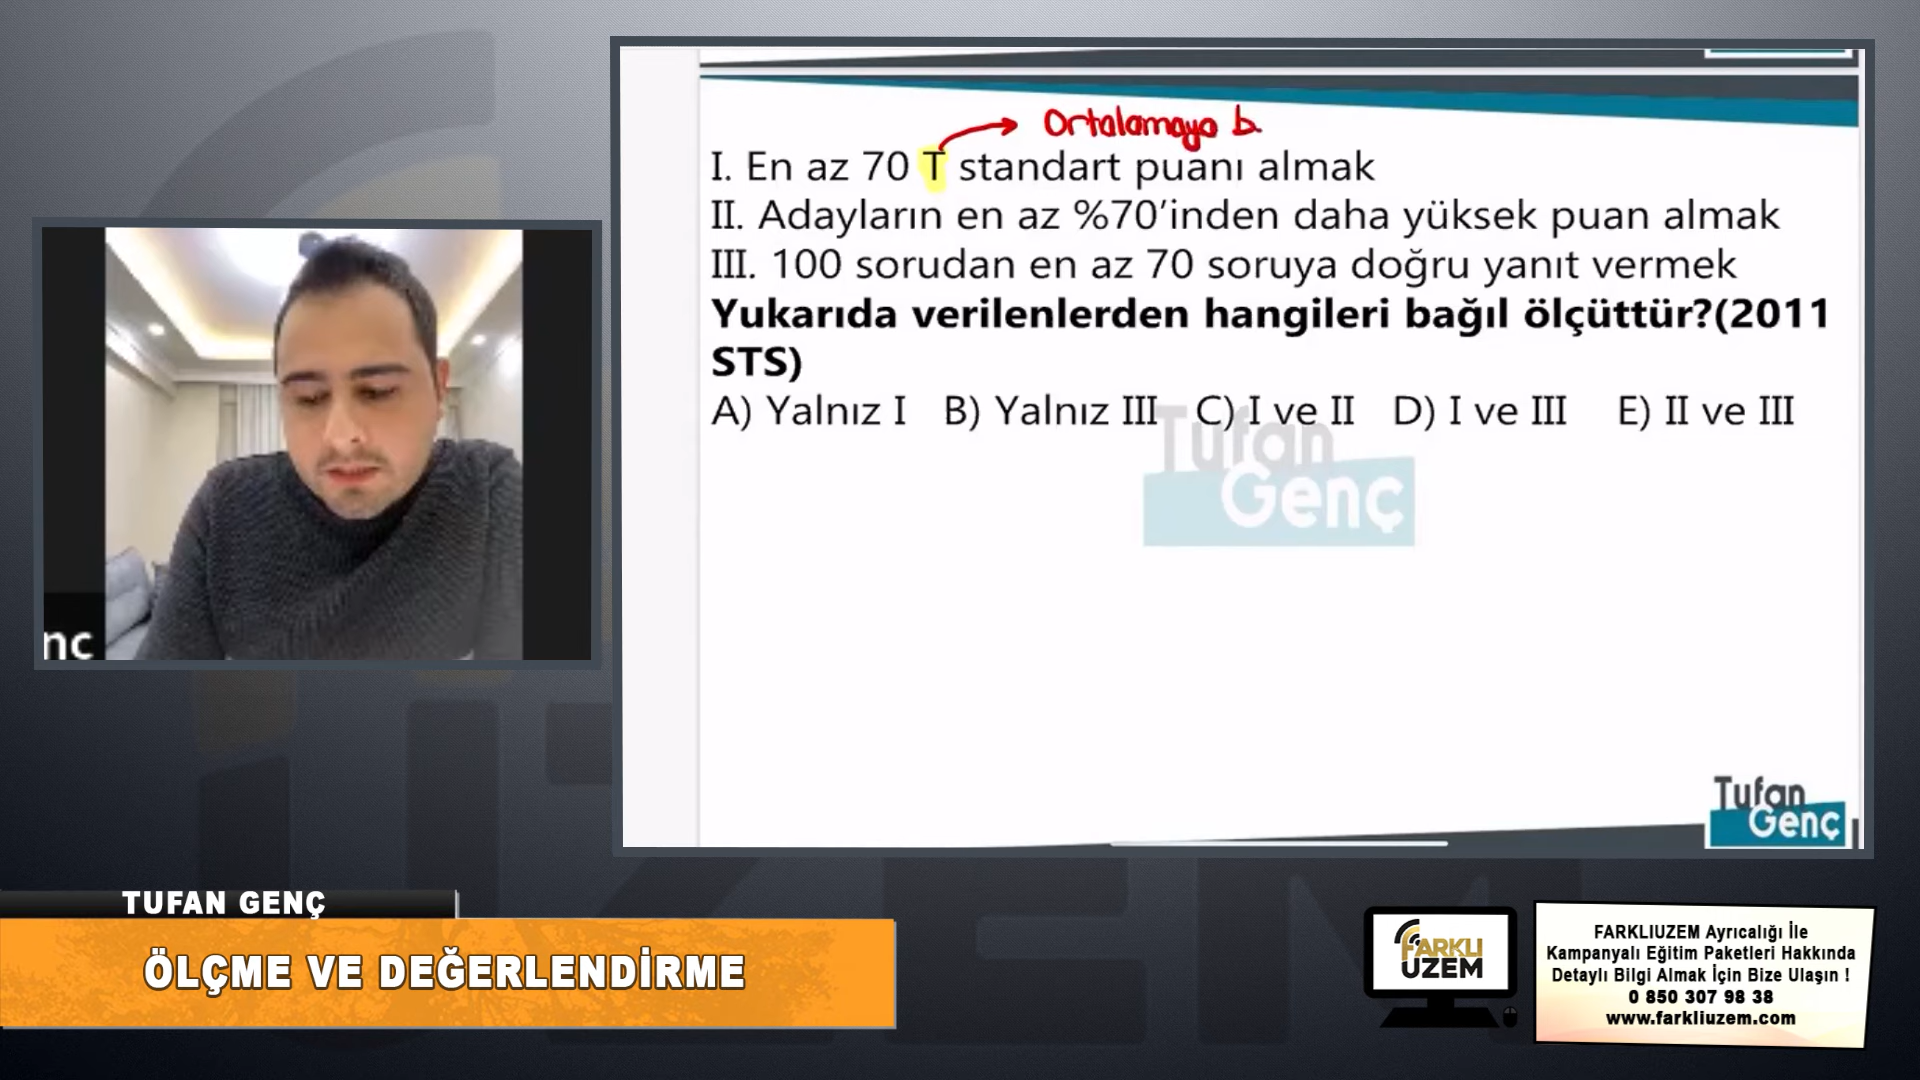 Ortalamaya b.
I. En az 70 T standart puanı almak
II. Adayların en az %70’inden daha yüksek puan almak
III. 100 sorudan en az 70 soruya doğru yanıt vermek
Yukarıda verilenlerden hangileri bağıl ölçüttür?(2011
STS)
A) Yalnız I B) Yalnız III C) I ve II D) I ve III E) II ve III
Tufan
Genç
nç
Tufan
Genç
TUFAN GENÇ
ÖLÇME VE DEĞERLENDİRME
FARKLI
UZEM
FARKLIUZEM Ayrıcalığı İle
Kampanyalı Eğitim Paketleri Hakkında
Detaylı Bilgi Almak İçin Bize Ulaşın !
0 850 307 98 38
www.farkliuzem.com